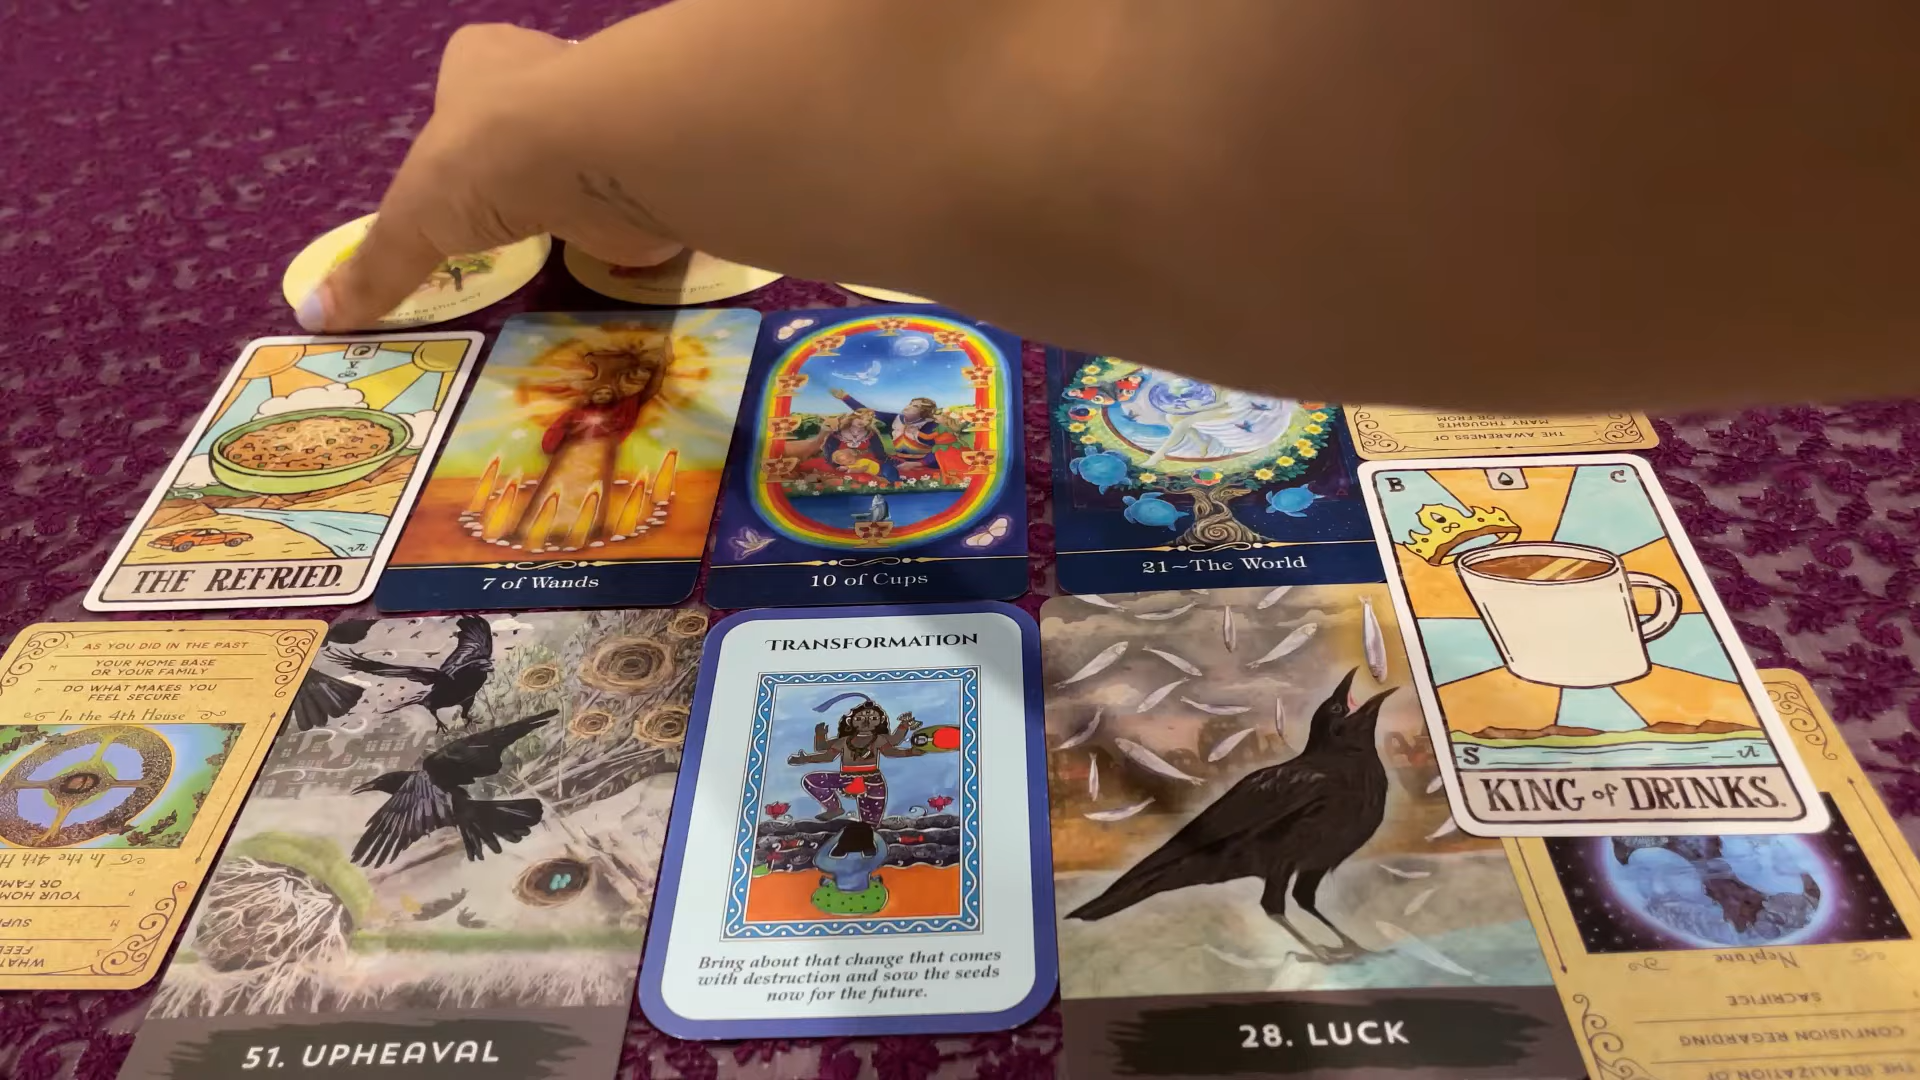 THE AWARENESS OF
MANY THOUGHTS
OR FROM
V
THE REFRIED.
7 of Wands
10 of Cups
21~The World
B C
S
KING of DRINKS.
AS YOU DID IN THE PAST
YOUR HOME BASE
OR YOUR FAMILY
DO WHAT MAKES YOU
FEEL SECURE
In the 4th House
In the 4th H
YOUR HOM
OR FAM
51. UPHEAVAL
TRANSFORMATION
Bring about that change that comes
with destruction and sow the seeds
now for the future.
28. LUCK
Neptune
SACRIFICE
CONFUSION REGARDING
THE IDEALIZATION OF